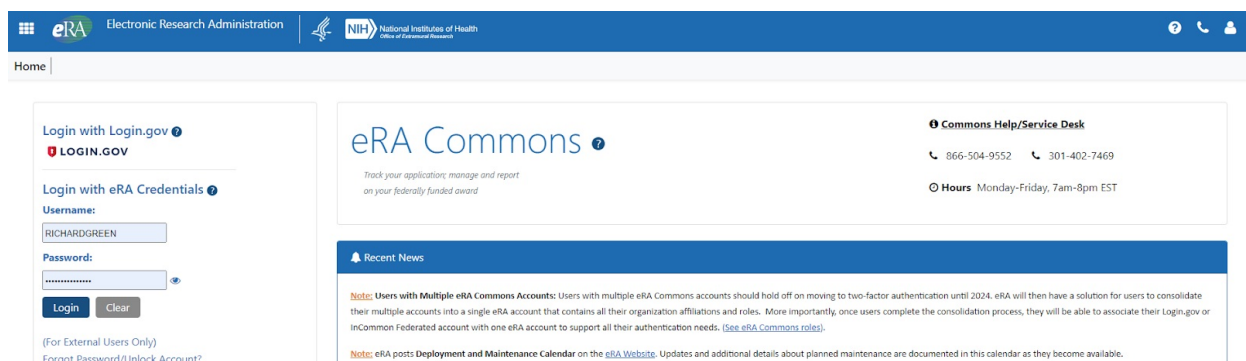 eRA Electronic Research Administration NIH National Institutes of Health
Office of Extramural Research
Home
Login with Login.gov
LOGIN.GOV
Login with eRA Credentials
Username:
RICHARDGREEN
Password:
Login Clear
(For External Users Only)
Forgot Password/Unlock Account?
eRA Commons
Track your application; manage and report
on your federally funded award
Commons Help/Service Desk
866-504-9552 301-402-7469
Hours Monday-Friday, 7am-8pm EST
Recent News
Note: Users with Multiple eRA Commons Accounts: Users with multiple eRA Commons accounts should hold off on moving to two-factor authentication until 2024. eRA will then have a solution for users to consolidate
their multiple accounts into a single eRA account that contains all their organization affiliations and roles. More importantly, once users complete the consolidation process, they will be able to associate their Login.gov or
InCommon Federated account with one eRA account to support all their authentication needs. (See eRA Commons roles).
Note: eRA posts Deployment and Maintenance Calendar on the eRA Website. Updates and additional details about planned maintenance are documented in this calendar as they become available.